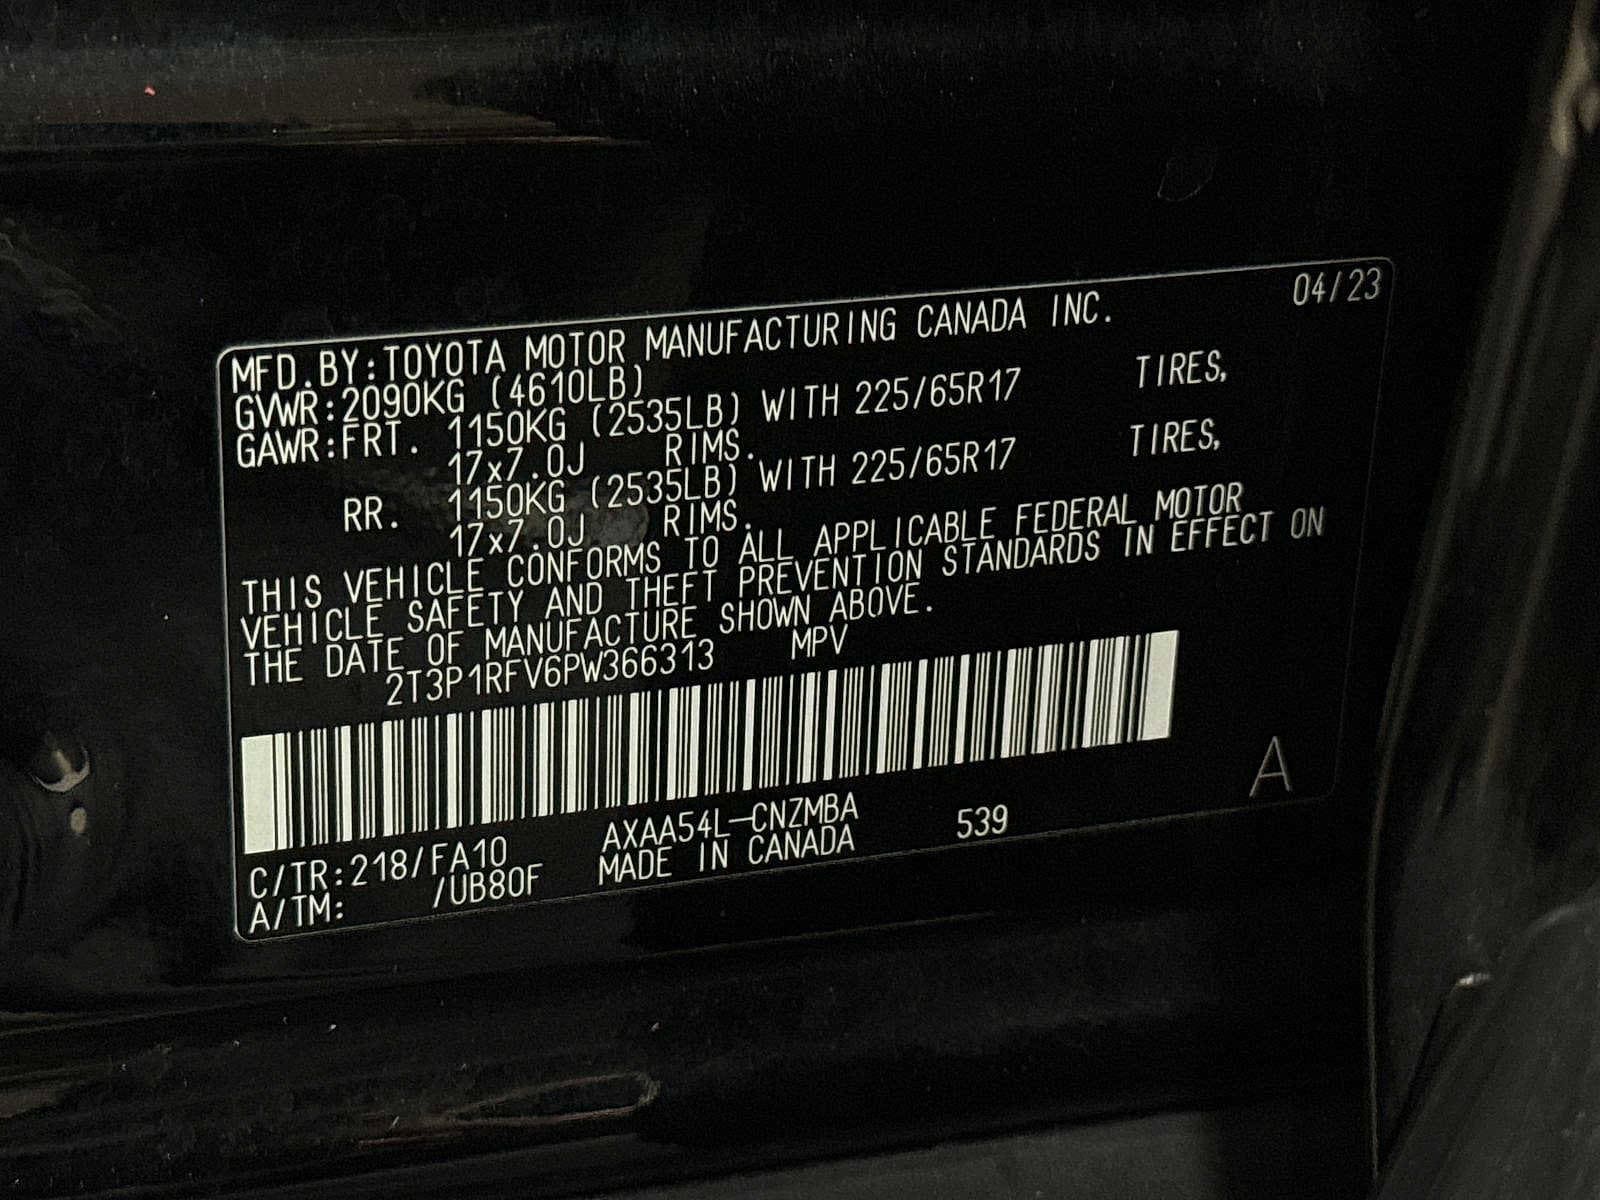 04/23
MFD.BY:TOYOTA MOTOR MANUFACTURING CANADA INC.
GVWR:2090KG (4610LB)
GAWR:FRT. 1150KG (2535LB) WITH 225/65R17 TIRES,
17x7.0J RIMS.
RR. 1150KG (2535LB) WITH 225/65R17 TIRES,
17x7.0J RIMS.
THIS VEHICLE CONFORMS TO ALL APPLICABLE FEDERAL MOTOR
VEHICLE SAFETY AND THEFT PREVENTION STANDARDS IN EFFECT ON
THE DATE OF MANUFACTURE SHOWN ABOVE.
2T3P1RFV6PW366313 MPV
C/TR:218/FA10 AXAA54L-CNZMBA 539 A
A/TM: /UB80F MADE IN CANADA